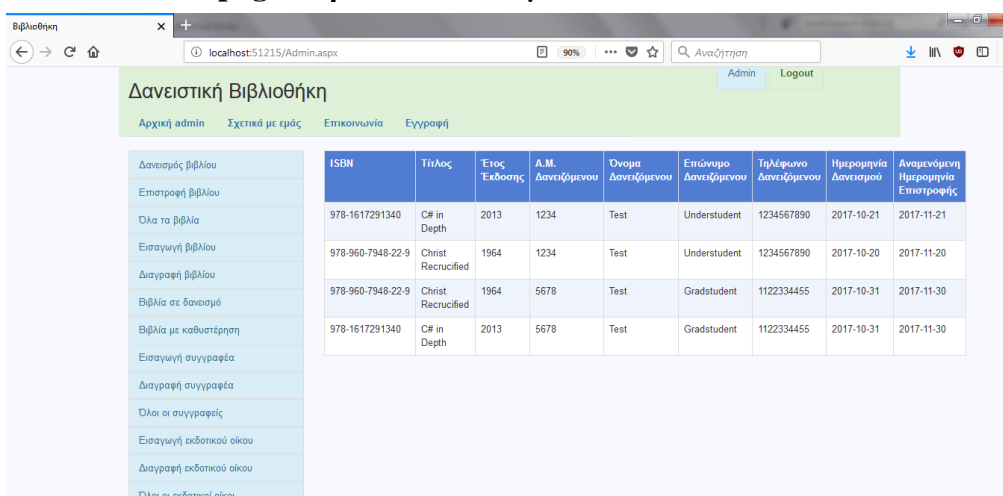 Βιβλιοθήκη
localhost:51215/Admin.aspx 90% Αναζήτηση
Admin Logout
Δανειστική Βιβλιοθήκη
Αρχική admin Σχετικά με εμάς Επικοινωνία Εγγραφή
Δανεισμός βιβλίου
Επιστροφή βιβλίου
Όλα τα βιβλία
Εισαγωγή βιβλίου
Διαγραφή βιβλίου
Βιβλία σε δανεισμό
Βιβλία με καθυστέρηση
Εισαγωγή συγγραφέα
Διαγραφή συγγραφέα
Όλοι οι συγγραφείς
Εισαγωγή εκδοτικού οίκου
Διαγραφή εκδοτικού οίκου
Όλοι οι εκδοτικοί οίκοι
ISBN Τίτλος Έτος Α.Μ. Όνομα Επώνυμο Τηλέφωνο Ημερομηνία Αναμενόμενη
Έκδοσης Δανειζόμενου Δανειζόμενου Δανειζόμενου Δανειζόμενου Δανεισμού Ημερομηνία
Επιστροφής
978-1617291340 C# in 2013 1234 Test Understudent 1234567890 2017-10-21 2017-11-21
Depth
978-960-7948-22-9 Christ 1964 1234 Test Understudent 1234567890 2017-10-20 2017-11-20
Recrucified
978-960-7948-22-9 Christ 1964 5678 Test Gradstudent 1122334455 2017-10-31 2017-11-30
Recrucified
978-1617291340 C# in 2013 5678 Test Gradstudent 1122334455 2017-10-31 2017-11-30
Depth